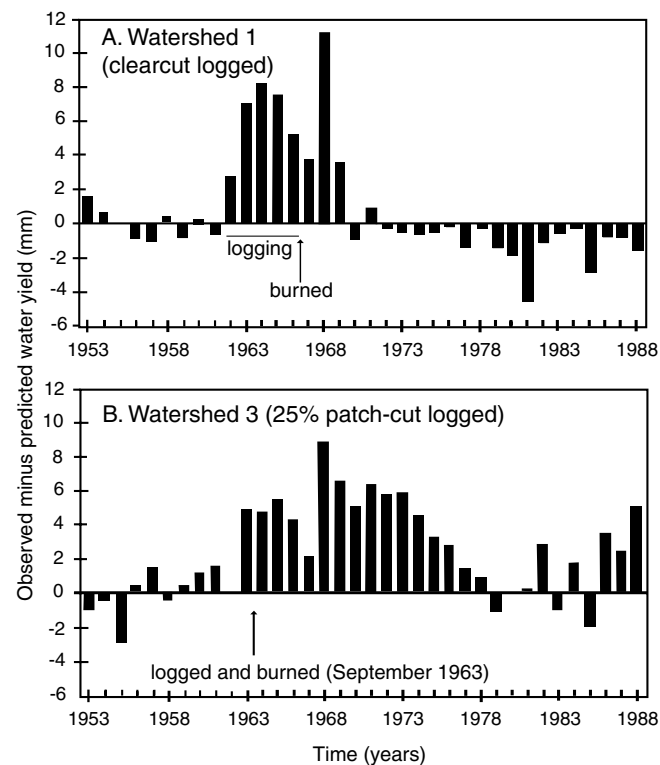 12
10
8
6
4
2
0
-2
-4
-6
A. Watershed 1
(clearcut logged)
logging
burned
1953 1958 1963 1968 1973 1978 1983 1988
Observed minus predicted water yield (mm)
12
10
8
6
4
2
0
-2
-4
-6
B. Watershed 3 (25% patch-cut logged)
logged and burned (September 1963)
1953 1958 1963 1968 1973 1978 1983 1988
Time (years)